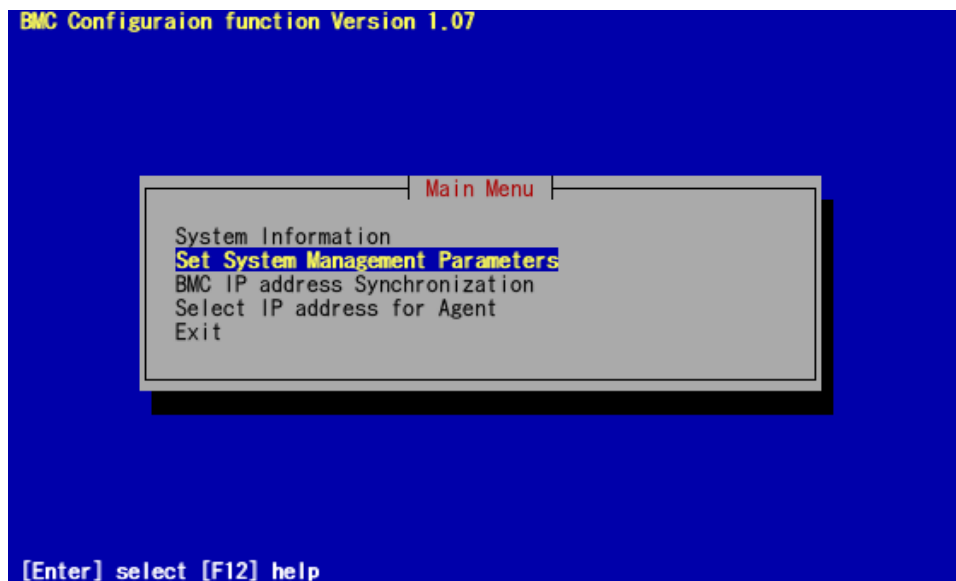 BMC Configuraion function Version 1.07
Main Menu
System Information
Set System Management Parameters
BMC IP address Synchronization
Select IP address for Agent
Exit
[Enter] select [F12] help